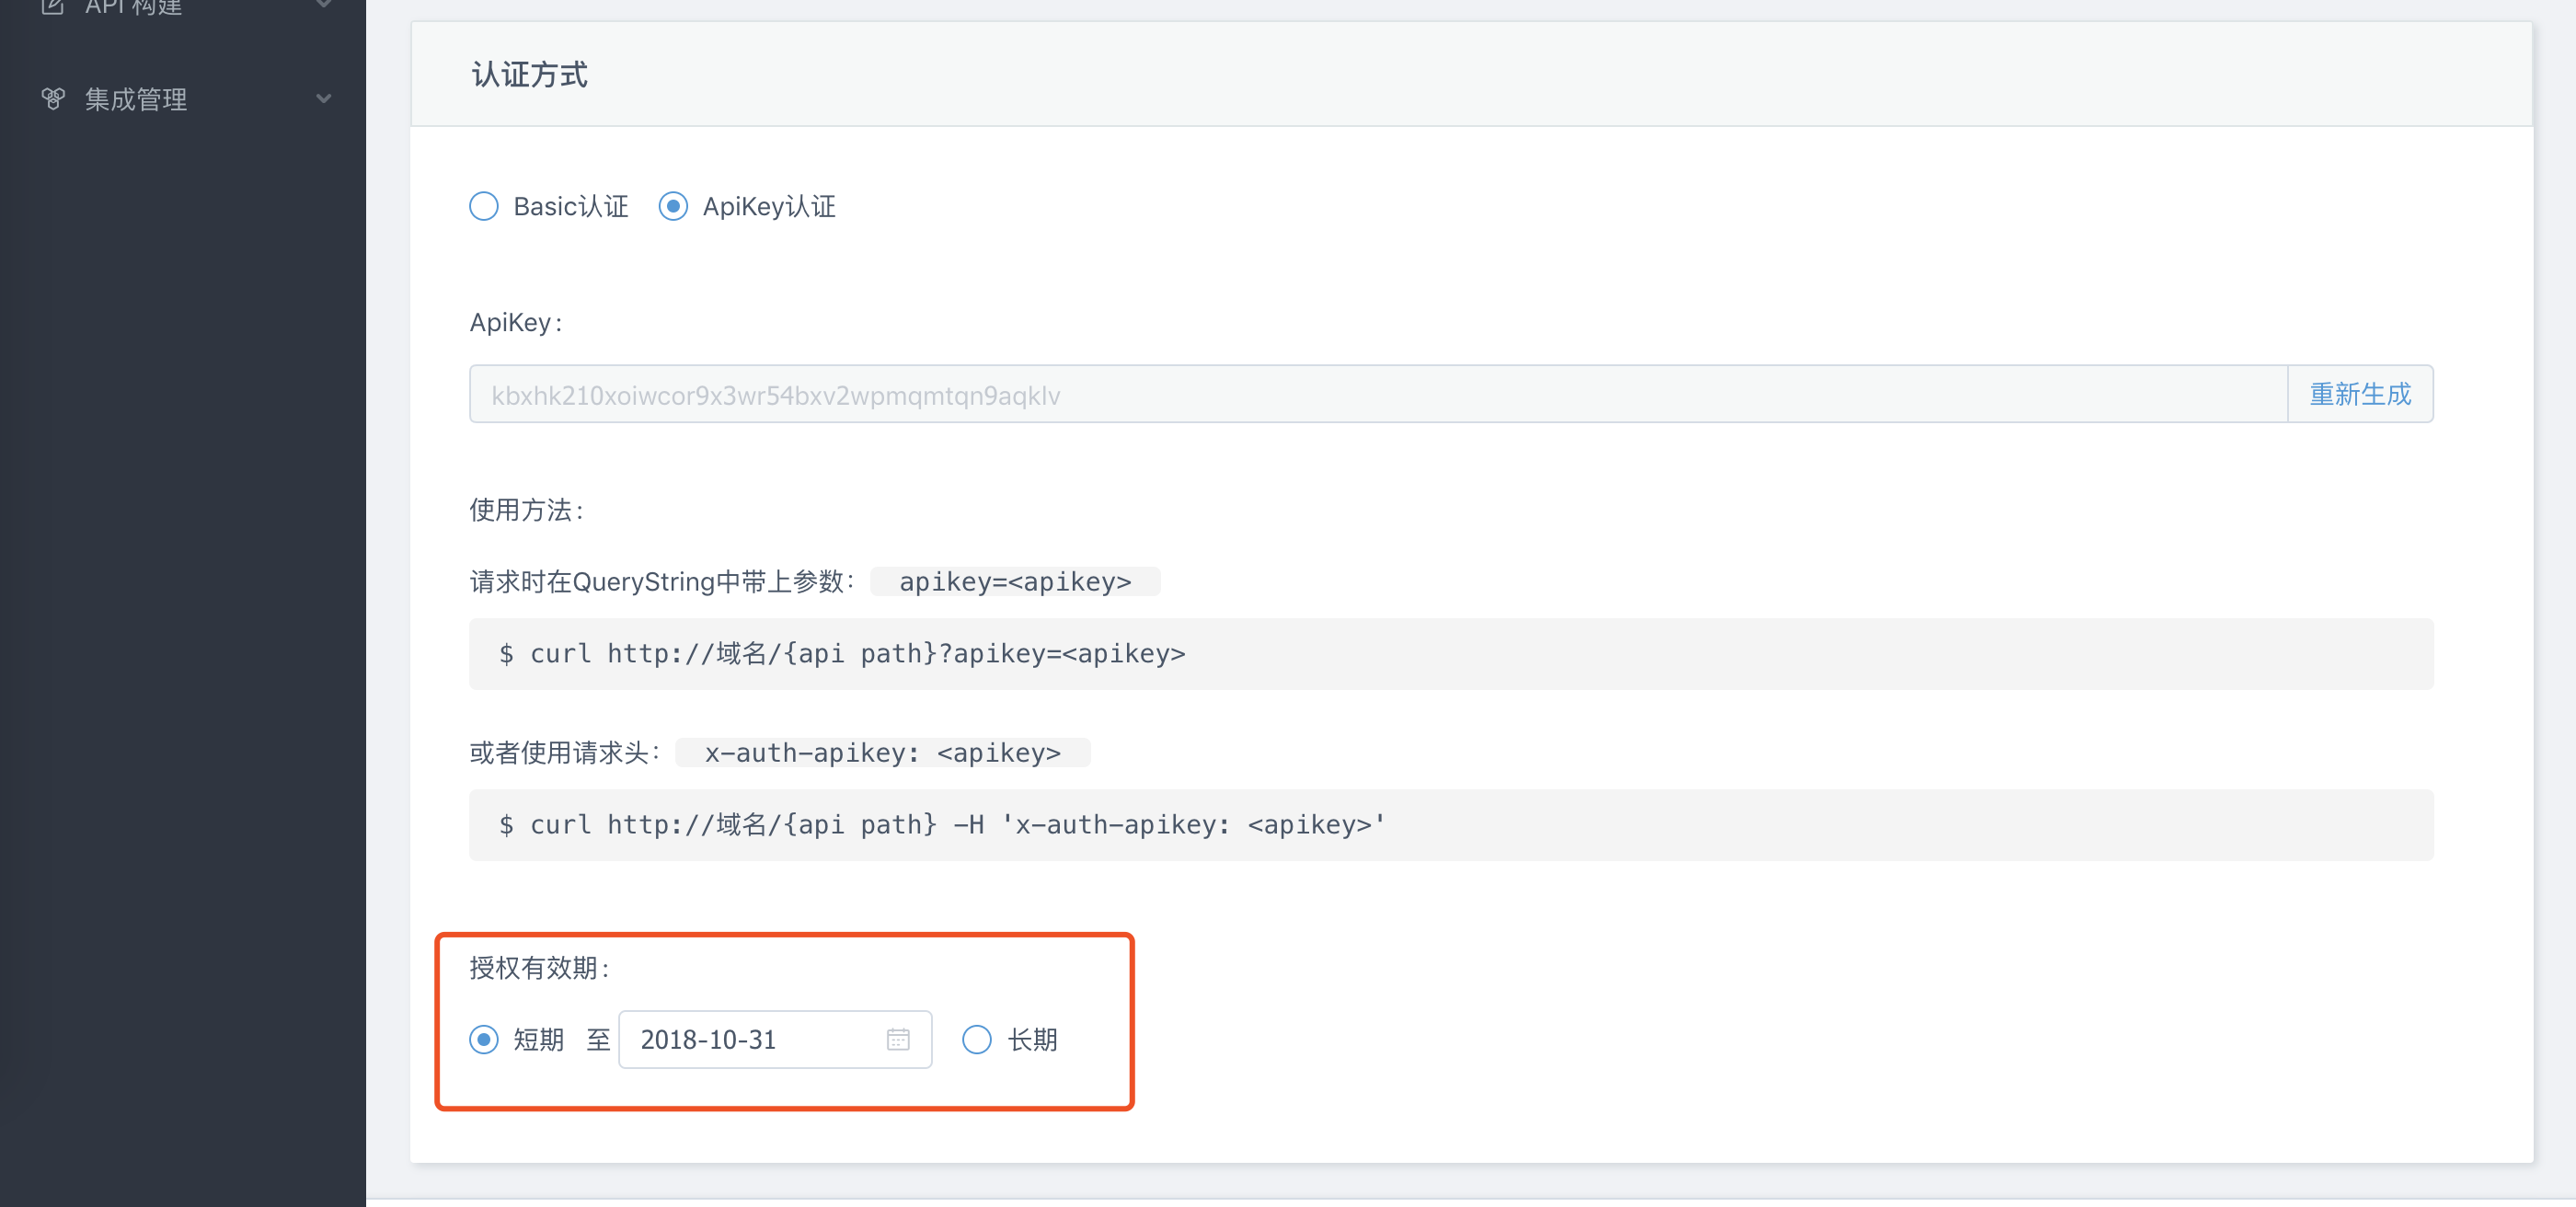 API 构建
集成管理
认证方式
Basic认证 ApiKey认证
ApiKey:
kbxhk210xoiwcor9x3wr54bxv2wpmqmtqn9aqklv 重新生成
使用方法:
请求时在QueryString中带上参数: apikey=<apikey>
$ curl http://域名/{api path}?apikey=<apikey>
或者使用请求头: x-auth-apikey: <apikey>
$ curl http://域名/{api path} -H 'x-auth-apikey: <apikey>'
授权有效期:
短期 至 2018-10-31 长期